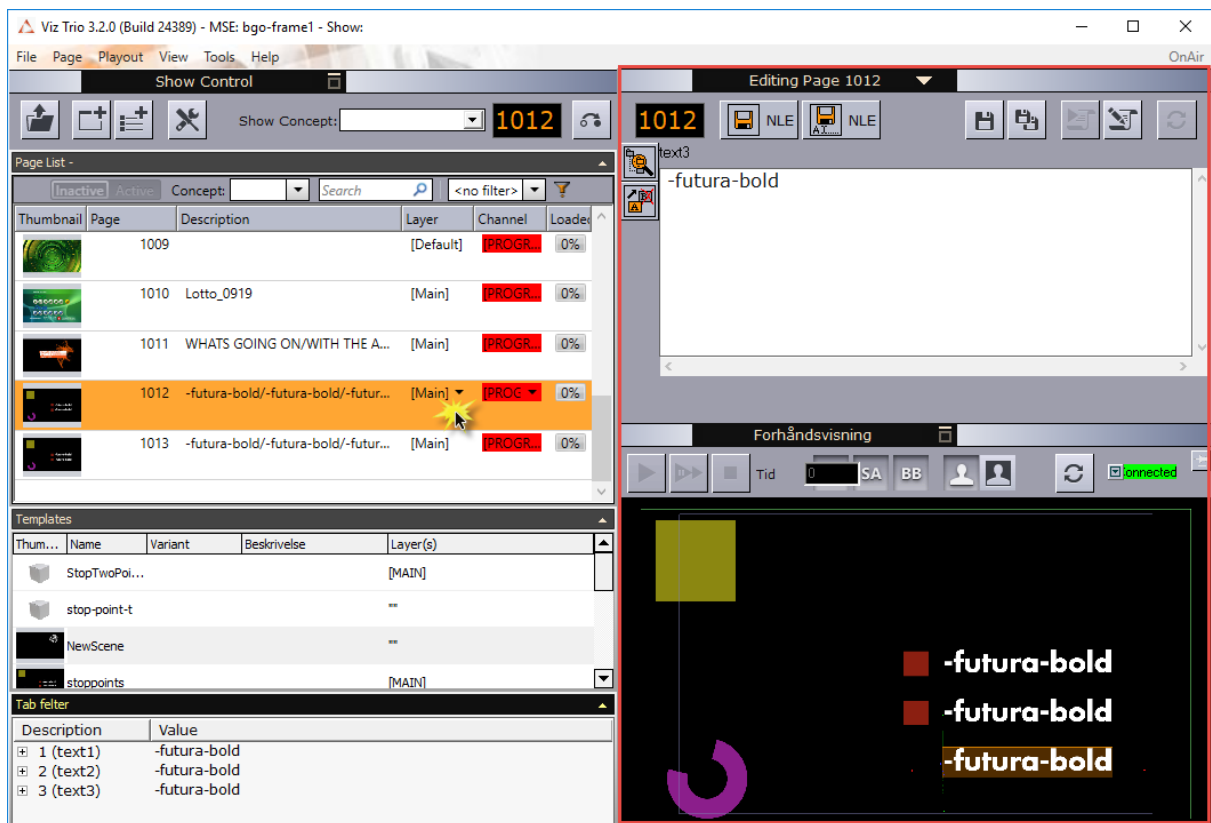 Viz Trio 3.2.0 (Build 24389) - MSE: bgo-frame1 - Show:
File Page Playout View Tools Help
OnAir
Show Control
Show Concept:
1012
Page List -
Inactive Active Concept: Search <no filter>
Thumbnail Page Description Layer Channel Loaded
1009 [Default] [PROGR... 0%
1010 Lotto_0919 [Main] [PROGR... 0%
1011 WHATS GOING ON/WITH THE A... [Main] [PROGR... 0%
1012 -futura-bold/-futura-bold/-futur... [Main] [PROG 0%
1013 -futura-bold/-futura-bold/-futur... [Main] [PROGR... 0%
Templates
Thum... Name Variant Beskrivelse Layer(s)
StopTwoPoi... [MAIN]
stop-point-t ""
NewScene ""
stoppoints [MAIN]
Tab felter
Description Value
1 (text1) -futura-bold
2 (text2) -futura-bold
3 (text3) -futura-bold
Editing Page 1012
1012 NLE NLE
text3
-futura-bold
Forhåndsvisning
Tid 0 SA BB Connected
-futura-bold
-futura-bold
-futura-bold